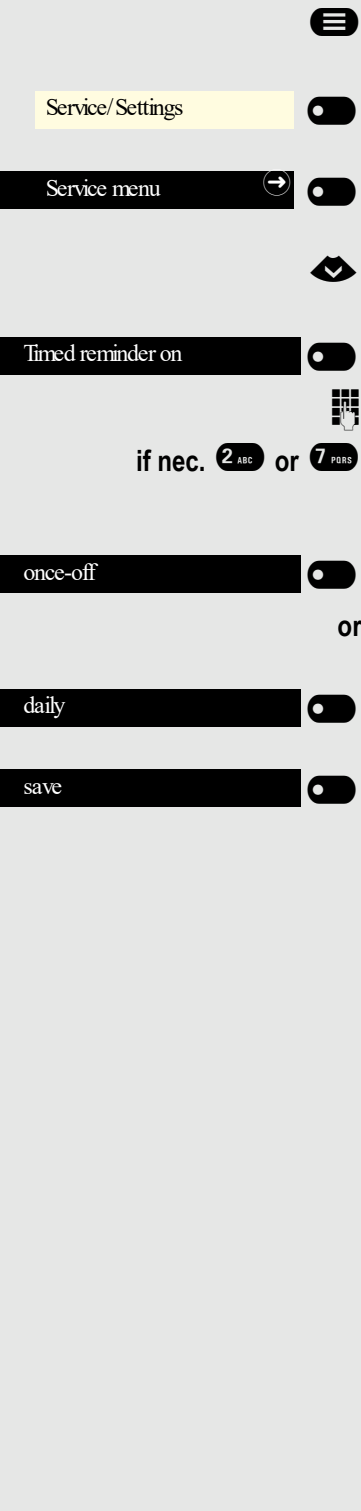 Service/Settings
Service menu
Timed reminder on
if nec. 2 ABC or 7 PQRS
once-off
or
daily
save